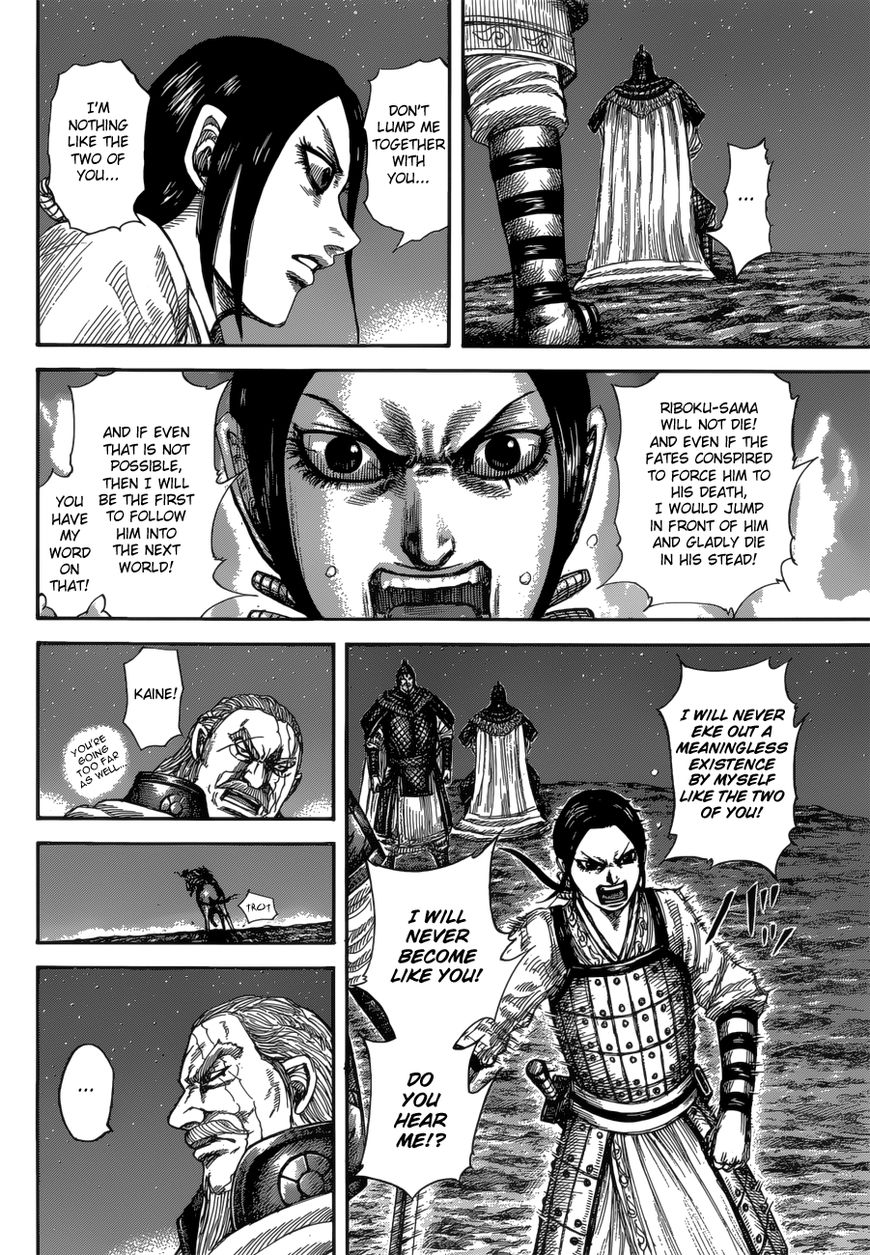 ...
DON'T
LUMP ME
TOGETHER
WITH
YOU...
I'M
NOTHING
LIKE THE
TWO OF
YOU...
RIBOKU-SAMA
WILL NOT DIE!
AND EVEN IF THE
FATES CONSPIRED
TO FORCE HIM TO
HIS DEATH,
I WOULD JUMP
IN FRONT OF HIM
AND GLADLY DIE
IN HIS STEAD!
AND IF EVEN
THAT IS NOT
POSSIBLE,
THEN I WILL
BE THE FIRST
TO FOLLOW
HIM INTO
THE NEXT
WORLD!
YOU
HAVE
MY
WORD
ON
THAT!
I WILL NEVER
EKE OUT A
MEANINGLESS
EXISTENCE
BY MYSELF
LIKE THE TWO
OF YOU!
I WILL
NEVER
BECOME
LIKE YOU!
DO
YOU
HEAR
ME!?
KAINE!
YOU'RE
GOING
TOO FAR
AS WELL...
TROT
...